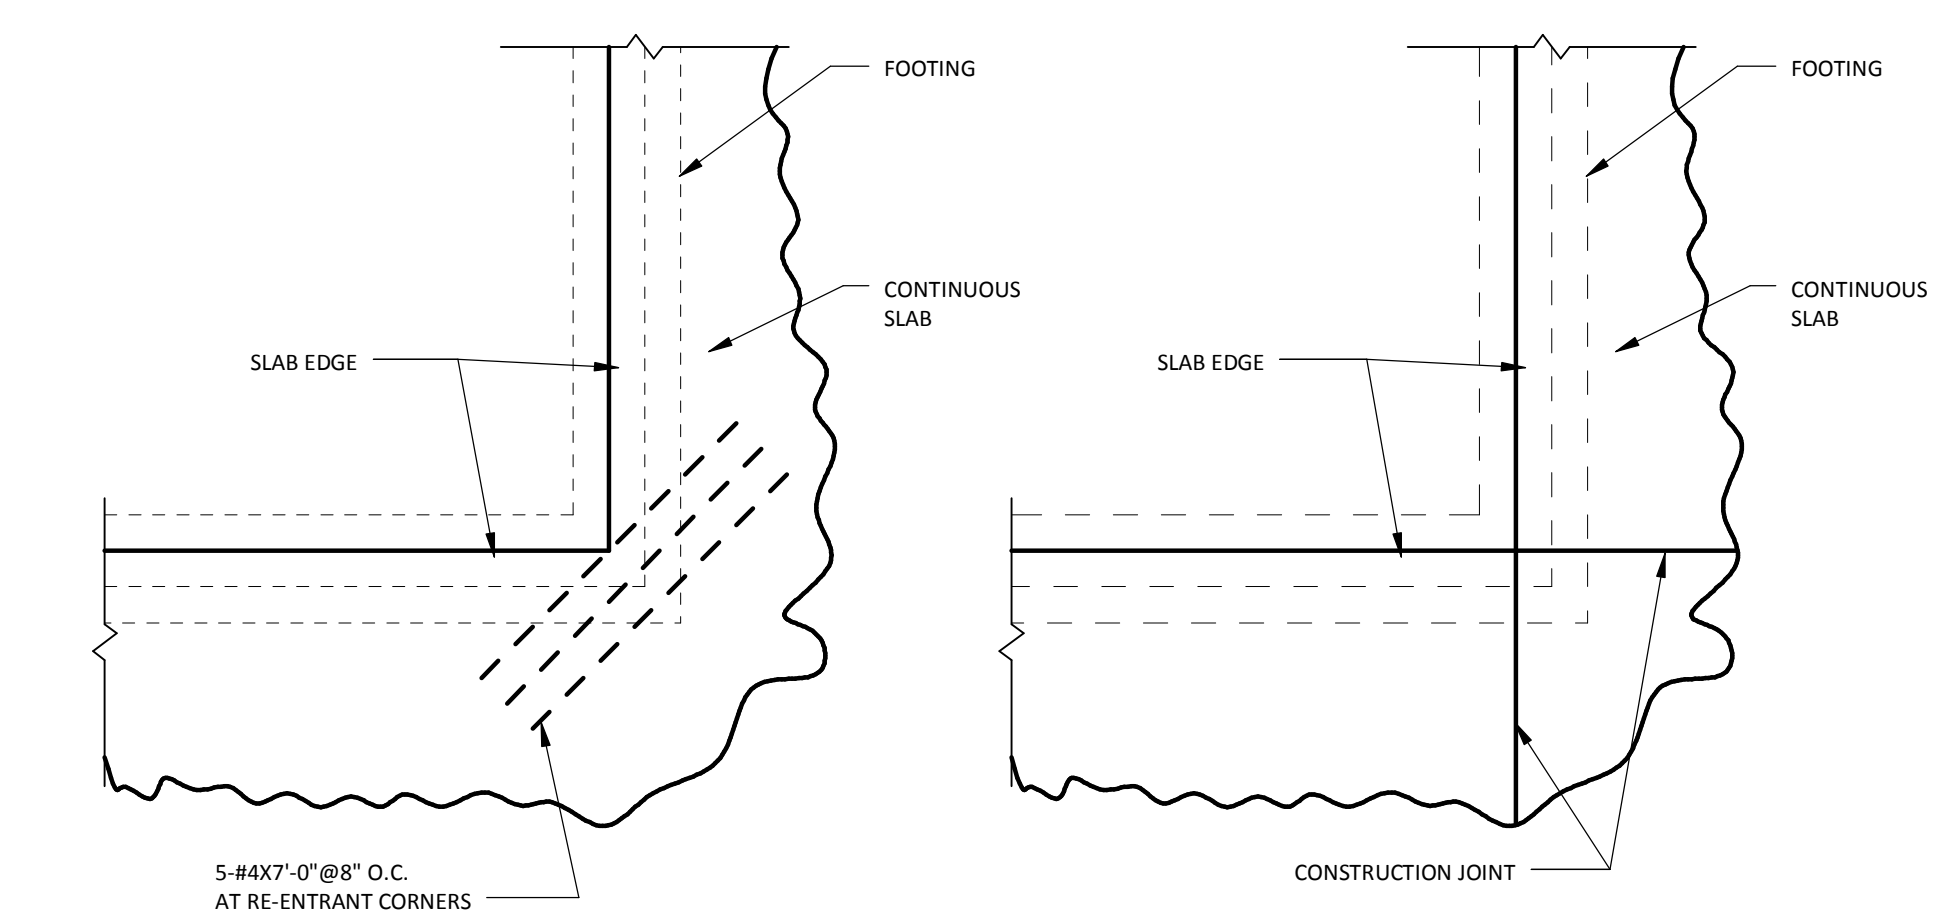 FOOTING
CONTINUOUS
SLAB
SLAB EDGE
5-#4X7'-0"@8" O.C.
AT RE-ENTRANT CORNERS
FOOTING
CONTINUOUS
SLAB
SLAB EDGE
CONSTRUCTION JOINT